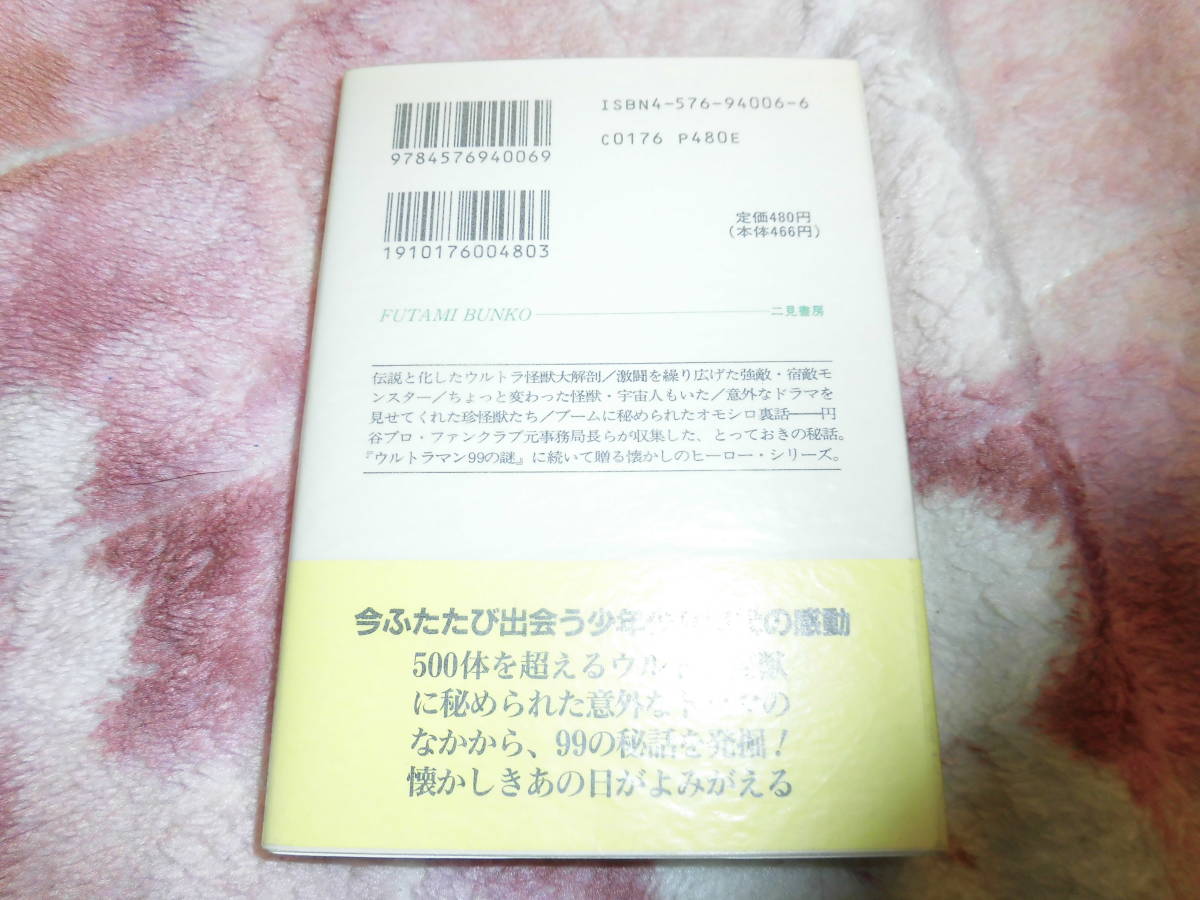 ISBN4-576-94006-6
C0176 P480E
9784576940069
定価480円
(本体466円)
1910176004803
FUTAMI BUNKO 二見書房
伝説と化したウルトラ怪獣大解剖/激闘を繰り広げた強敵・宿敵モ
ンスター/ちょっと変わった怪獣・宇宙人もいた/意外なドラマを
見せてくれた珍怪獣たち/ブームに秘められたオモシロ裏話──円
谷プロ・ファンクラブ元事務局長らが収集した、とっておきの秘話。
『ウルトラマン99の謎』に続いて贈る懐かしのヒーロー・シリーズ。
今ふたたび出会う少年の感動
500体を超えるウルトラ怪獣
に秘められた意外なドラマの
なかから、99の秘話を発掘!
懐かしきあの日がよみがえる